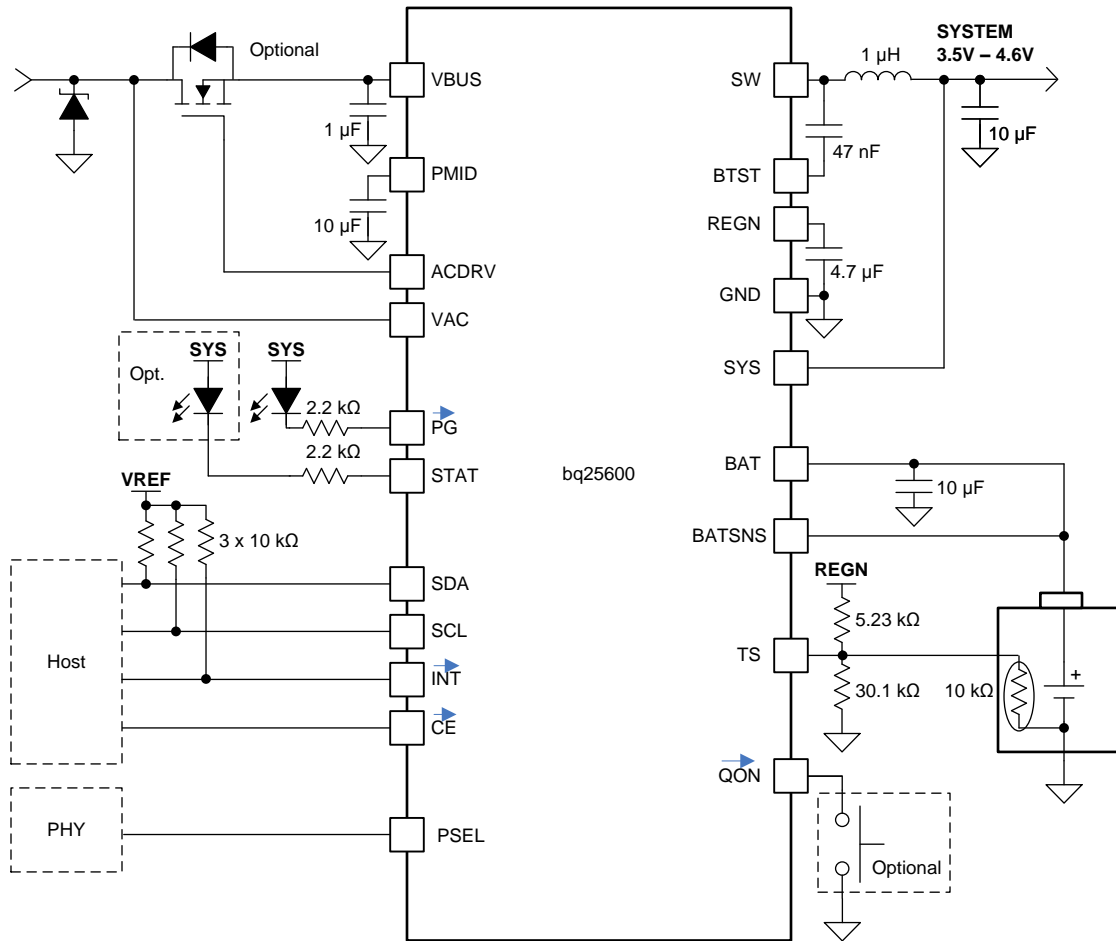 Optional
VBUS
1 µF
PMID
10 µF
ACDRV
VAC
SYS
SYS
Opt.
2.2 kΩ
PG
2.2 kΩ
STAT
VREF
3 x 10 kΩ
SDA
SCL
Host
INT
CE
PHY
PSEL
bq25600
SYSTEM
3.5V – 4.6V
1 µH
SW
10 µF
47 nF
BTST
REGN
4.7 µF
GND
SYS
BAT
10 µF
BATSNS
REGN
5.23 kΩ
TS
30.1 kΩ
10 kΩ
+
QON
Optional